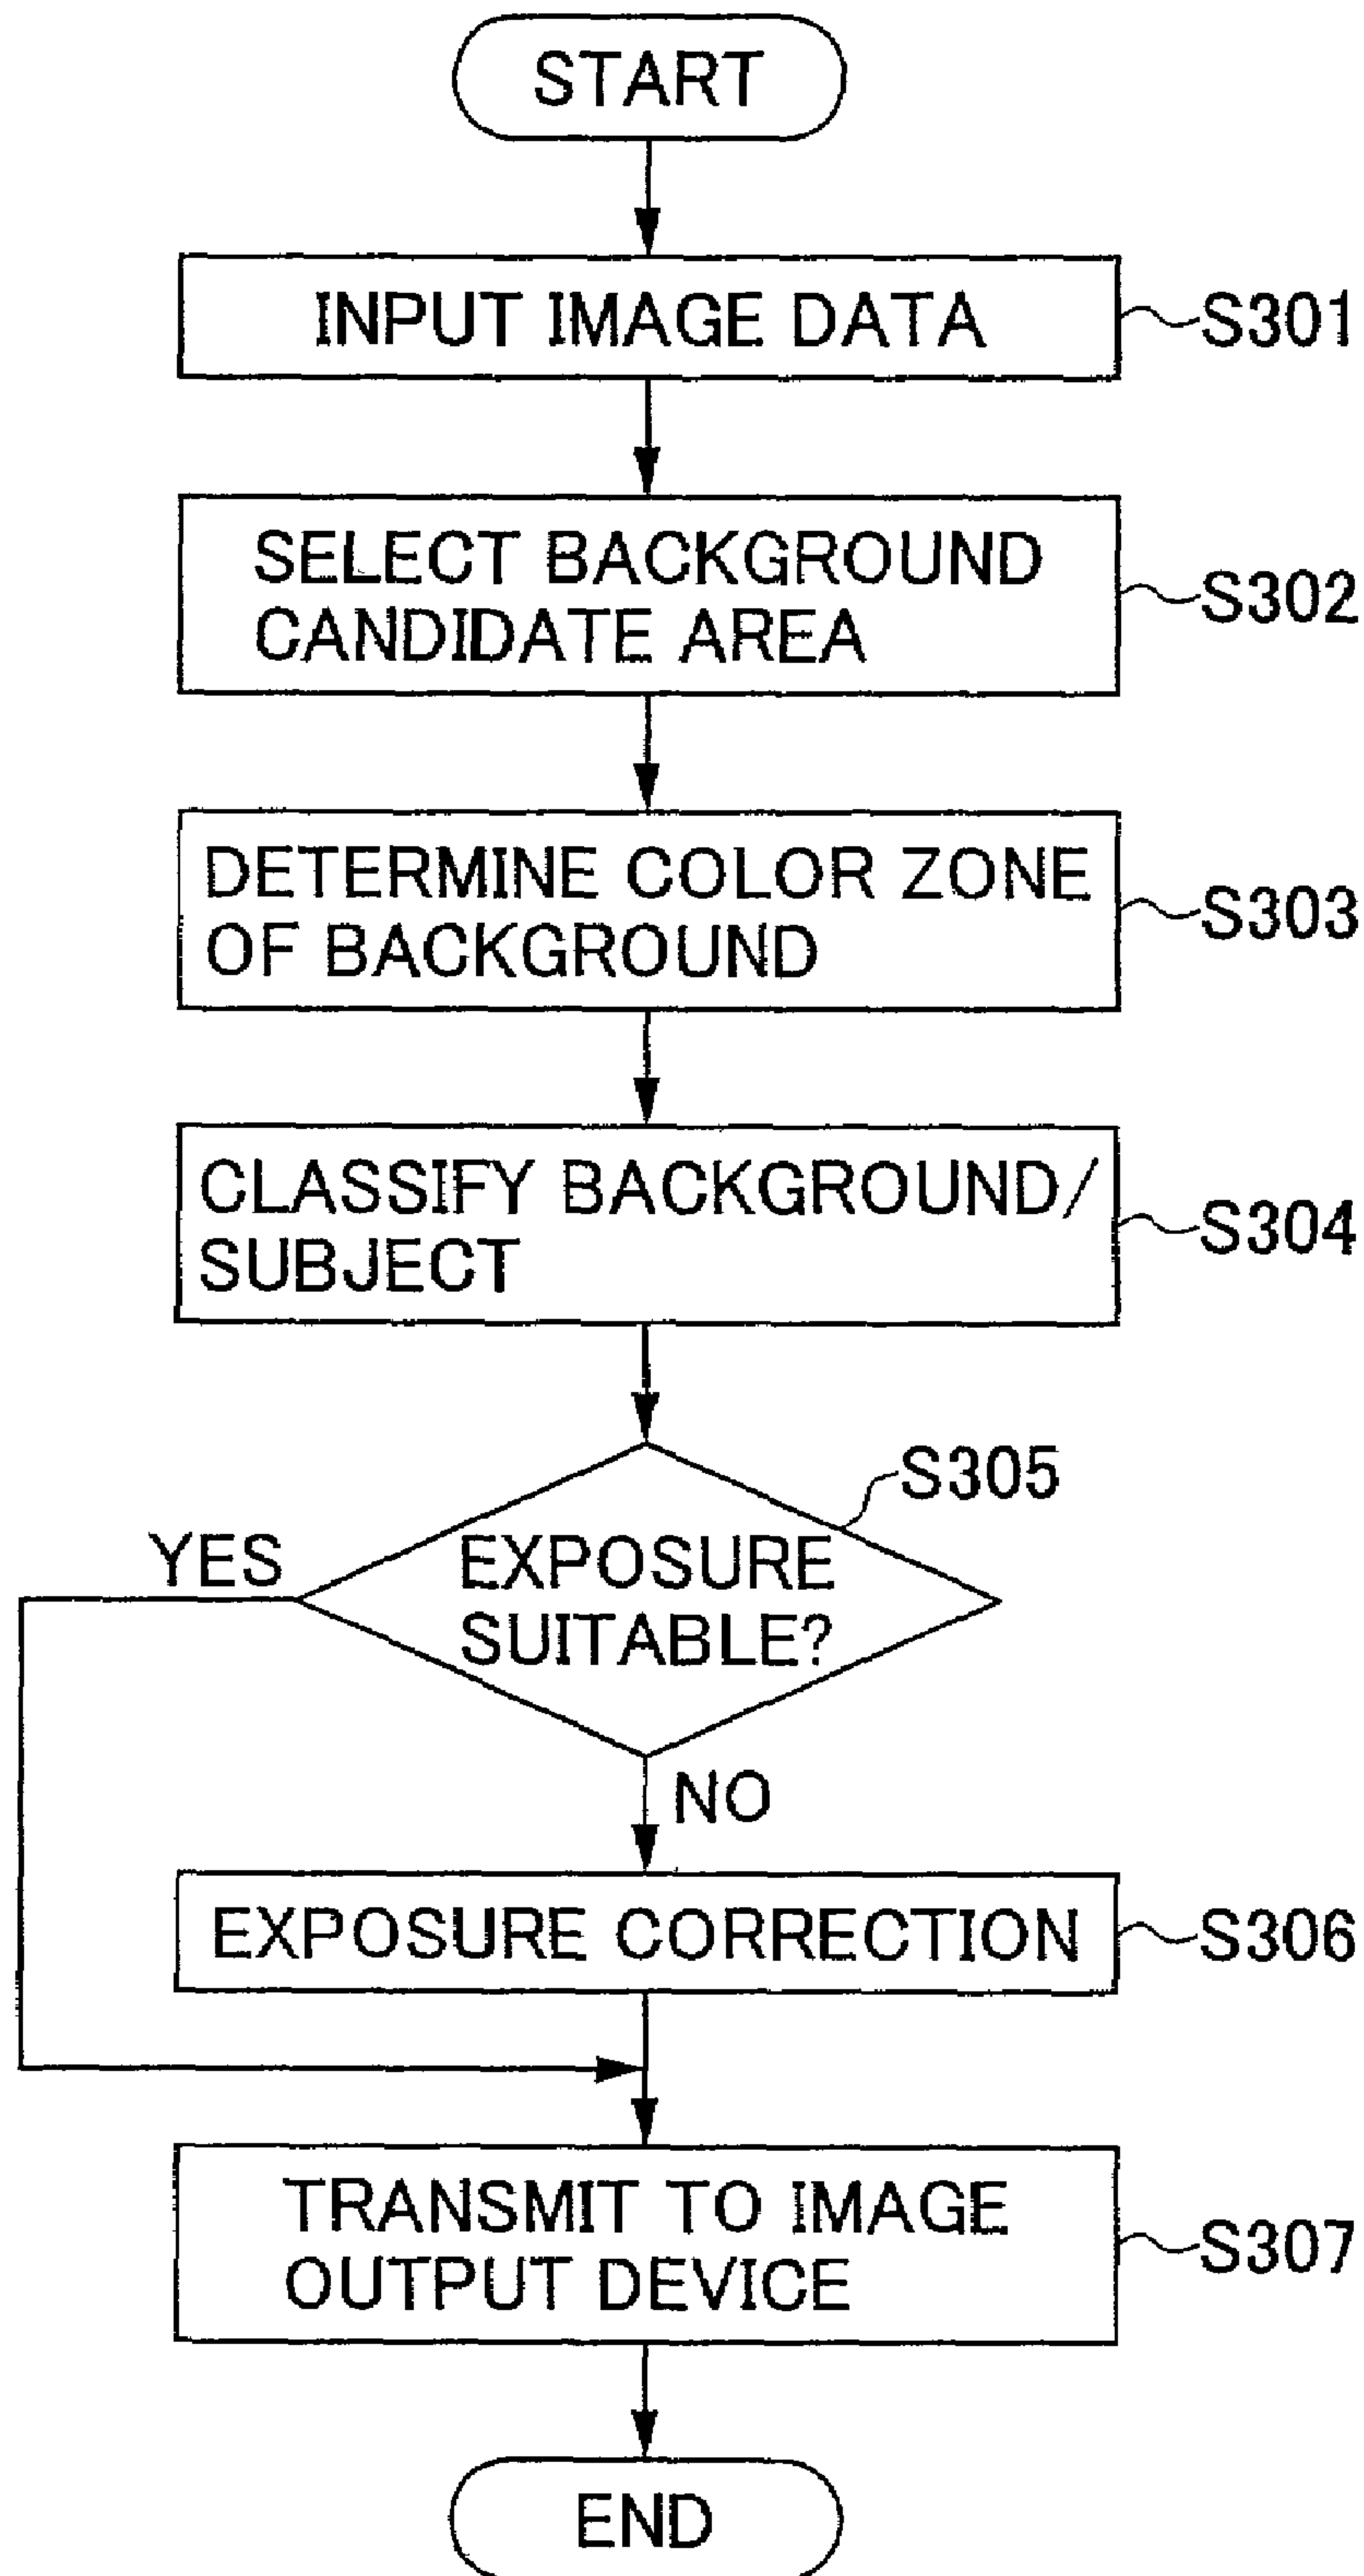 START
INPUT IMAGE DATA
S301
SELECT BACKGROUND
CANDIDATE AREA
S302
DETERMINE COLOR ZONE
OF BACKGROUND
S303
CLASSIFY BACKGROUND/
SUBJECT
S304
S305
YES
EXPOSURE
SUITABLE?
NO
EXPOSURE CORRECTION
S306
TRANSMIT TO IMAGE
OUTPUT DEVICE
S307
END